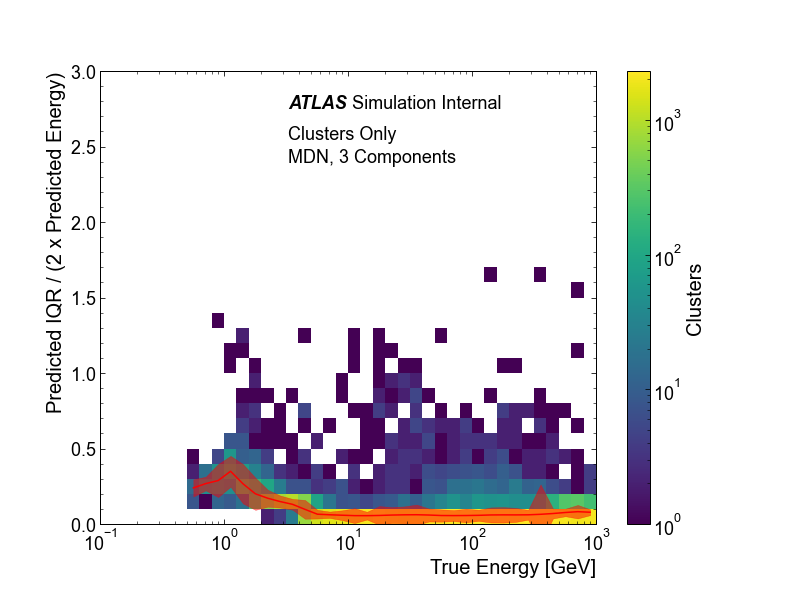 ATLAS Simulation Internal
Clusters Only
MDN, 3 Components
Predicted IQR / (2 x Predicted Energy)
3.0
2.5
2.0
1.5
1.0
0.5
0.0
10⁻¹ 10⁰ 10¹ 10² 10³
True Energy [GeV]
10³
10²
10¹
10⁰
Clusters